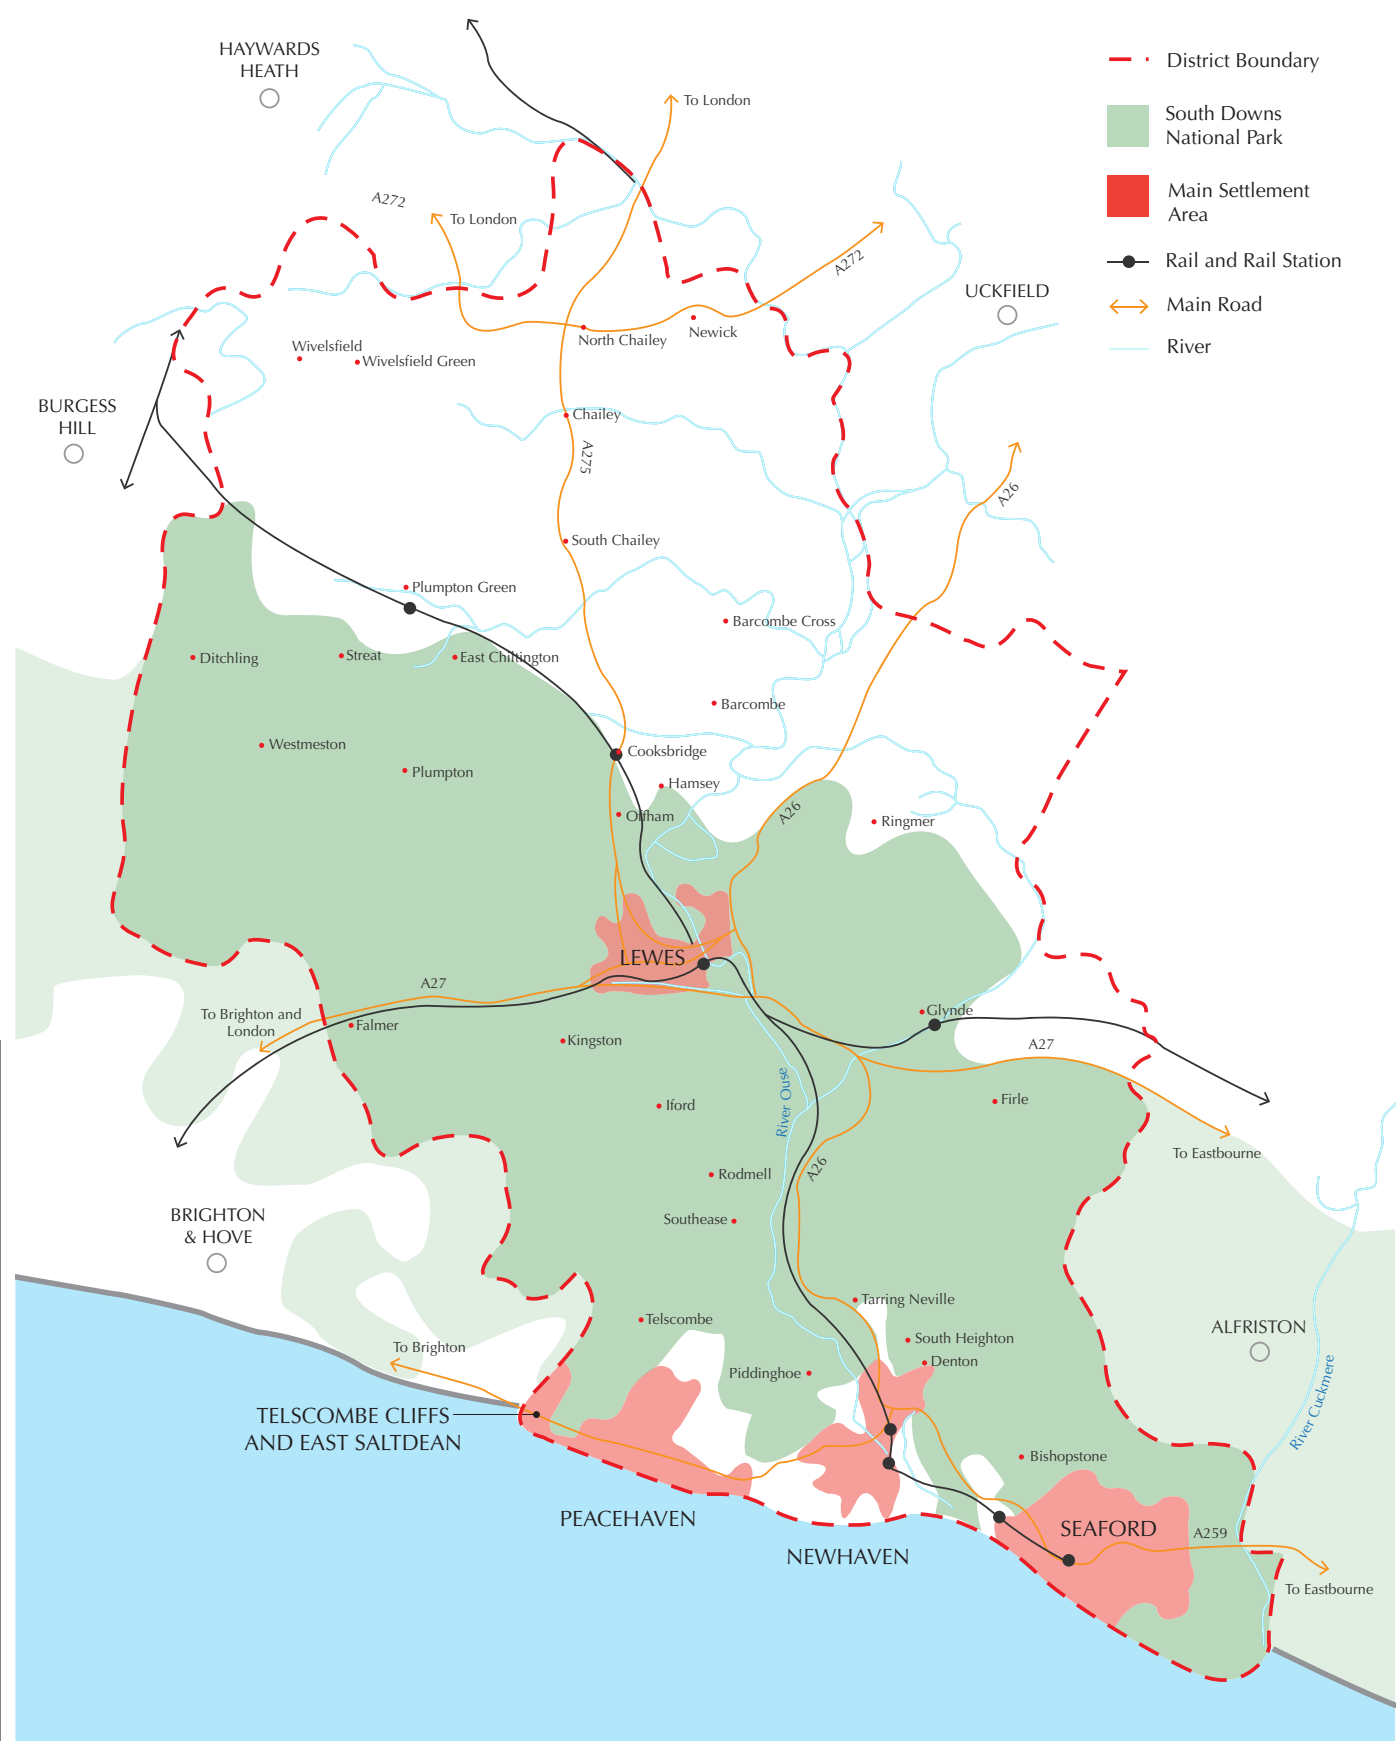 HAYWARDS
HEATH
District Boundary
To London
South Downs
National Park
A272
Main Settlement
Area
To London
A272
Rail and Rail Station
UCKFIELD
Main Road
Newick
North Chailey
River
Wivelsfield
Wivelsfield Green
BURGESS
HILL
Chailey
A275
A26
South Chailey
Plumpton Green
Barcombe Cross
Ditchling
Streat
East Chiltington
Barcombe
Westmeston
Cooksbridge
Plumpton
Hamsey
Offham
A26
Ringmer
LEWES
A27
To Brighton and
London
Falmer
Glynde
Kingston
A27
River Ouse
Iford
Firle
To Eastbourne
A26
Rodmell
BRIGHTON
& HOVE
Southease
Tarring Neville
Telscombe
ALFRISTON
South Heighton
To Brighton
Denton
Piddinghoe
River Cuckmere
TELSCOMBE CLIFFS
AND EAST SALTDEAN
Bishopstone
PEACEHAVEN
SEAFORD
A259
NEWHAVEN
To Eastbourne